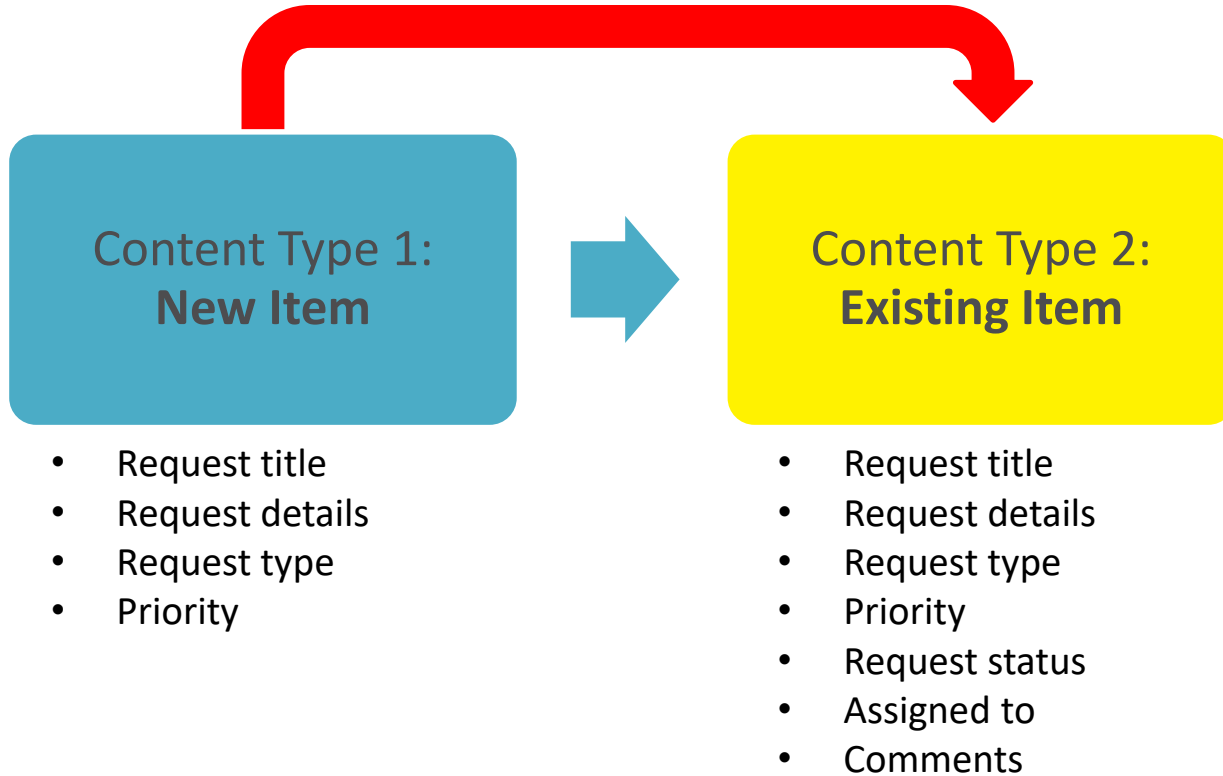 Content Type 1:
New Item
• Request title
• Request details
• Request type
• Priority
Content Type 2:
Existing Item
• Request title
• Request details
• Request type
• Priority
• Request status
• Assigned to
• Comments